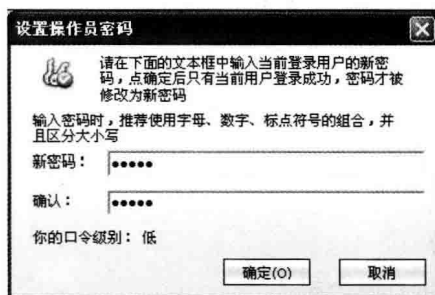 设置操作员密码
请在下面的文本框中输入当前登录用户的新密
码，点确定后只有当前用户登录成功，密码才被
修改为新密码
输入密码时，推荐使用字母、数字、标点符号的组合，并
且区分大小写
新密码： •••••
确认： •••••
你的口令级别： 低
确定(O) 取消